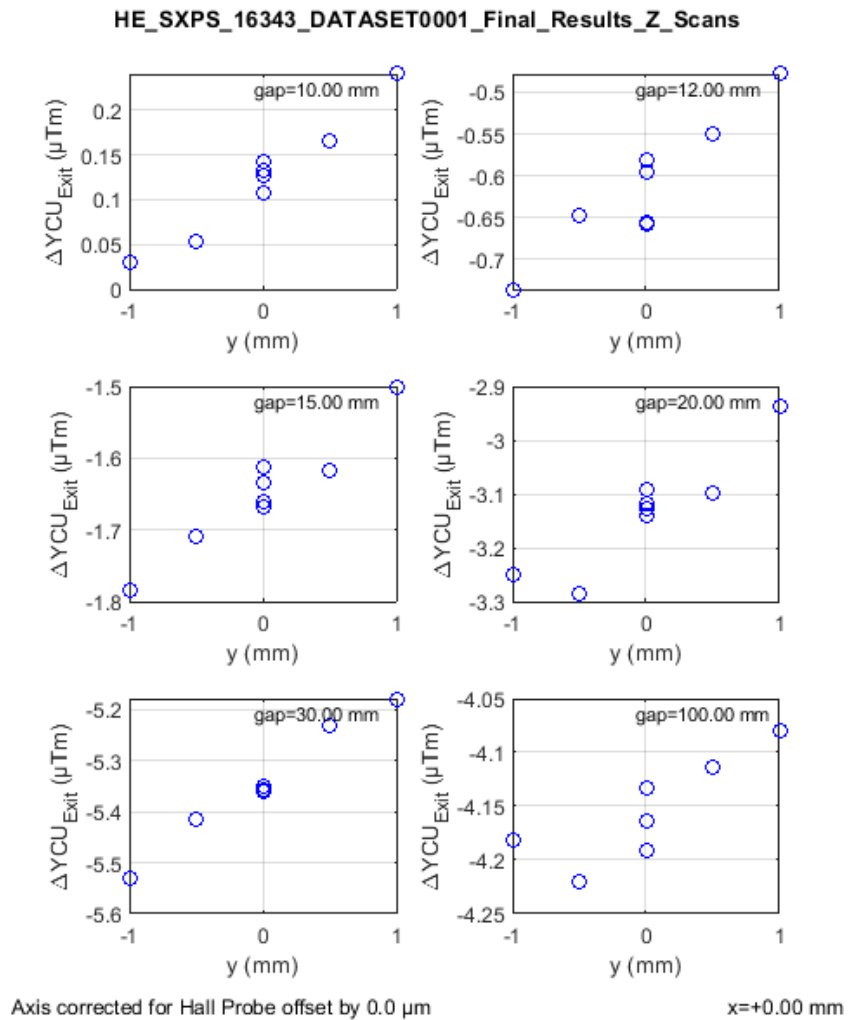 HE_SXPS_16343_DATASET0001_Final_Results_Z_Scans
gap=10.00 mm
0.2
0.15
0.1
0.05
0
ΔYCU_Exit (µTm)
-1 0 1
y (mm)
gap=12.00 mm
-0.5
-0.55
-0.6
-0.65
-0.7
ΔYCU_Exit (µTm)
-1 0 1
y (mm)
gap=15.00 mm
-1.5
-1.6
-1.7
-1.8
ΔYCU_Exit (µTm)
-1 0 1
y (mm)
gap=20.00 mm
-2.9
-3
-3.1
-3.2
-3.3
ΔYCU_Exit (µTm)
-1 0 1
y (mm)
gap=30.00 mm
-5.2
-5.3
-5.4
-5.5
-5.6
ΔYCU_Exit (µTm)
-1 0 1
y (mm)
gap=100.00 mm
-4.05
-4.1
-4.15
-4.2
-4.25
ΔYCU_Exit (µTm)
-1 0 1
y (mm)
Axis corrected for Hall Probe offset by 0.0 µm
x=+0.00 mm